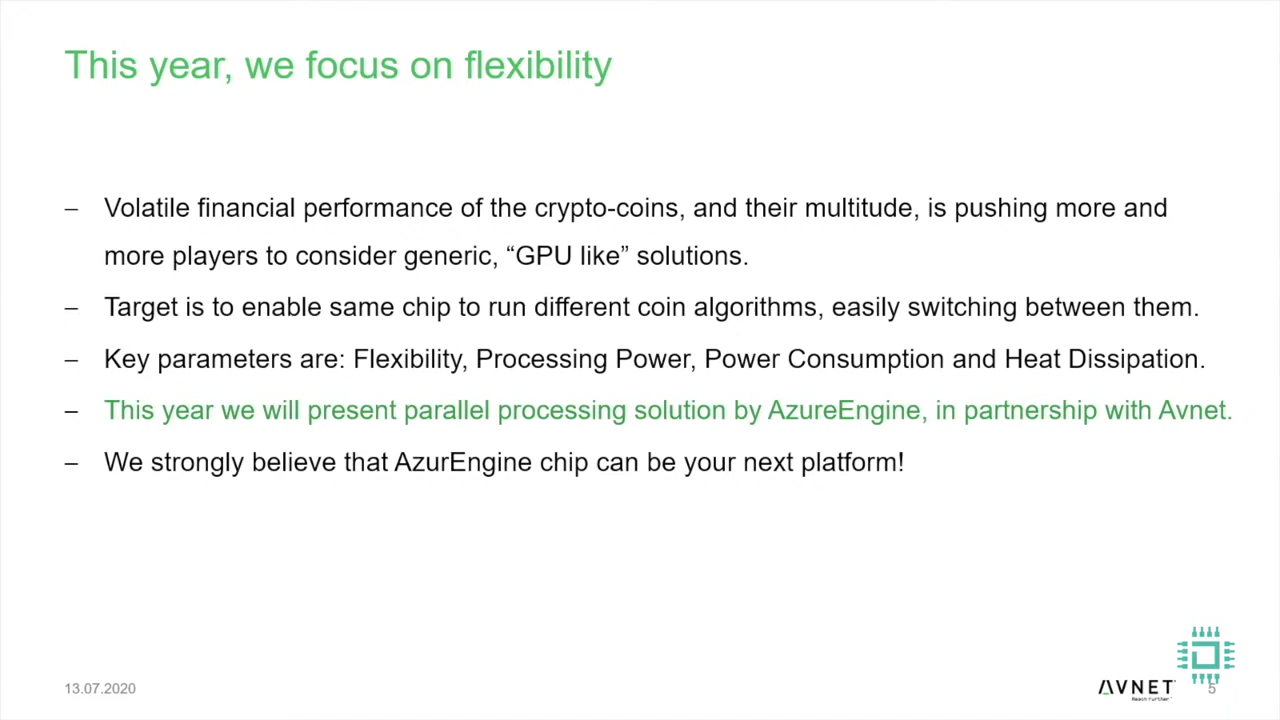 This year, we focus on flexibility
– Volatile financial performance of the crypto-coins, and their multitude, is pushing more and
more players to consider generic, “GPU like” solutions.
– Target is to enable same chip to run different coin algorithms, easily switching between them.
– Key parameters are: Flexibility, Processing Power, Power Consumption and Heat Dissipation.
– This year we will present parallel processing solution by AzureEngine, in partnership with Avnet.
– We strongly believe that AzurEngine chip can be your next platform!
13.07.2020
AVNET
Reach Further
5